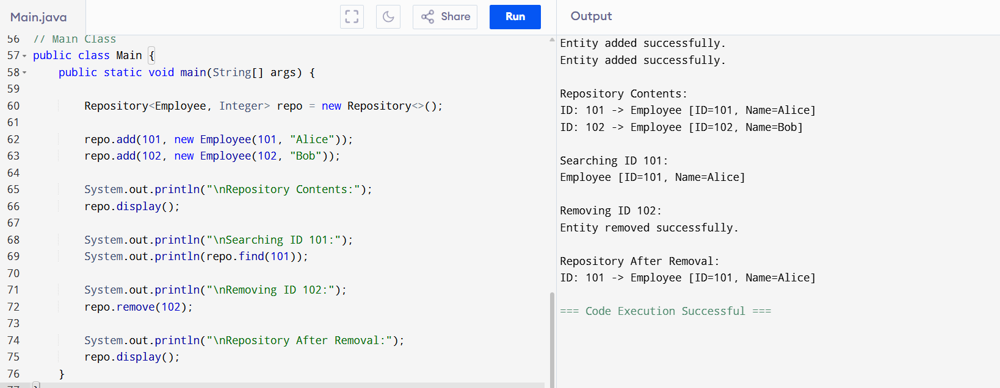 Main.java
Share
Run
Output
56 // Main Class
57 public class Main {
58     public static void main(String[] args) {
59
60         Repository<Employee, Integer> repo = new Repository<>();
61
62         repo.add(101, new Employee(101, "Alice"));
63         repo.add(102, new Employee(102, "Bob"));
64
65         System.out.println("\nRepository Contents:");
66         repo.display();
67
68         System.out.println("\nSearching ID 101:");
69         System.out.println(repo.find(101));
70
71         System.out.println("\nRemoving ID 102:");
72         repo.remove(102);
73
74         System.out.println("\nRepository After Removal:");
75         repo.display();
76     }
77 }
Entity added successfully.
Entity added successfully.

Repository Contents:
ID: 101 -> Employee [ID=101, Name=Alice]
ID: 102 -> Employee [ID=102, Name=Bob]

Searching ID 101:
Employee [ID=101, Name=Alice]

Removing ID 102:
Entity removed successfully.

Repository After Removal:
ID: 101 -> Employee [ID=101, Name=Alice]

=== Code Execution Successful ===